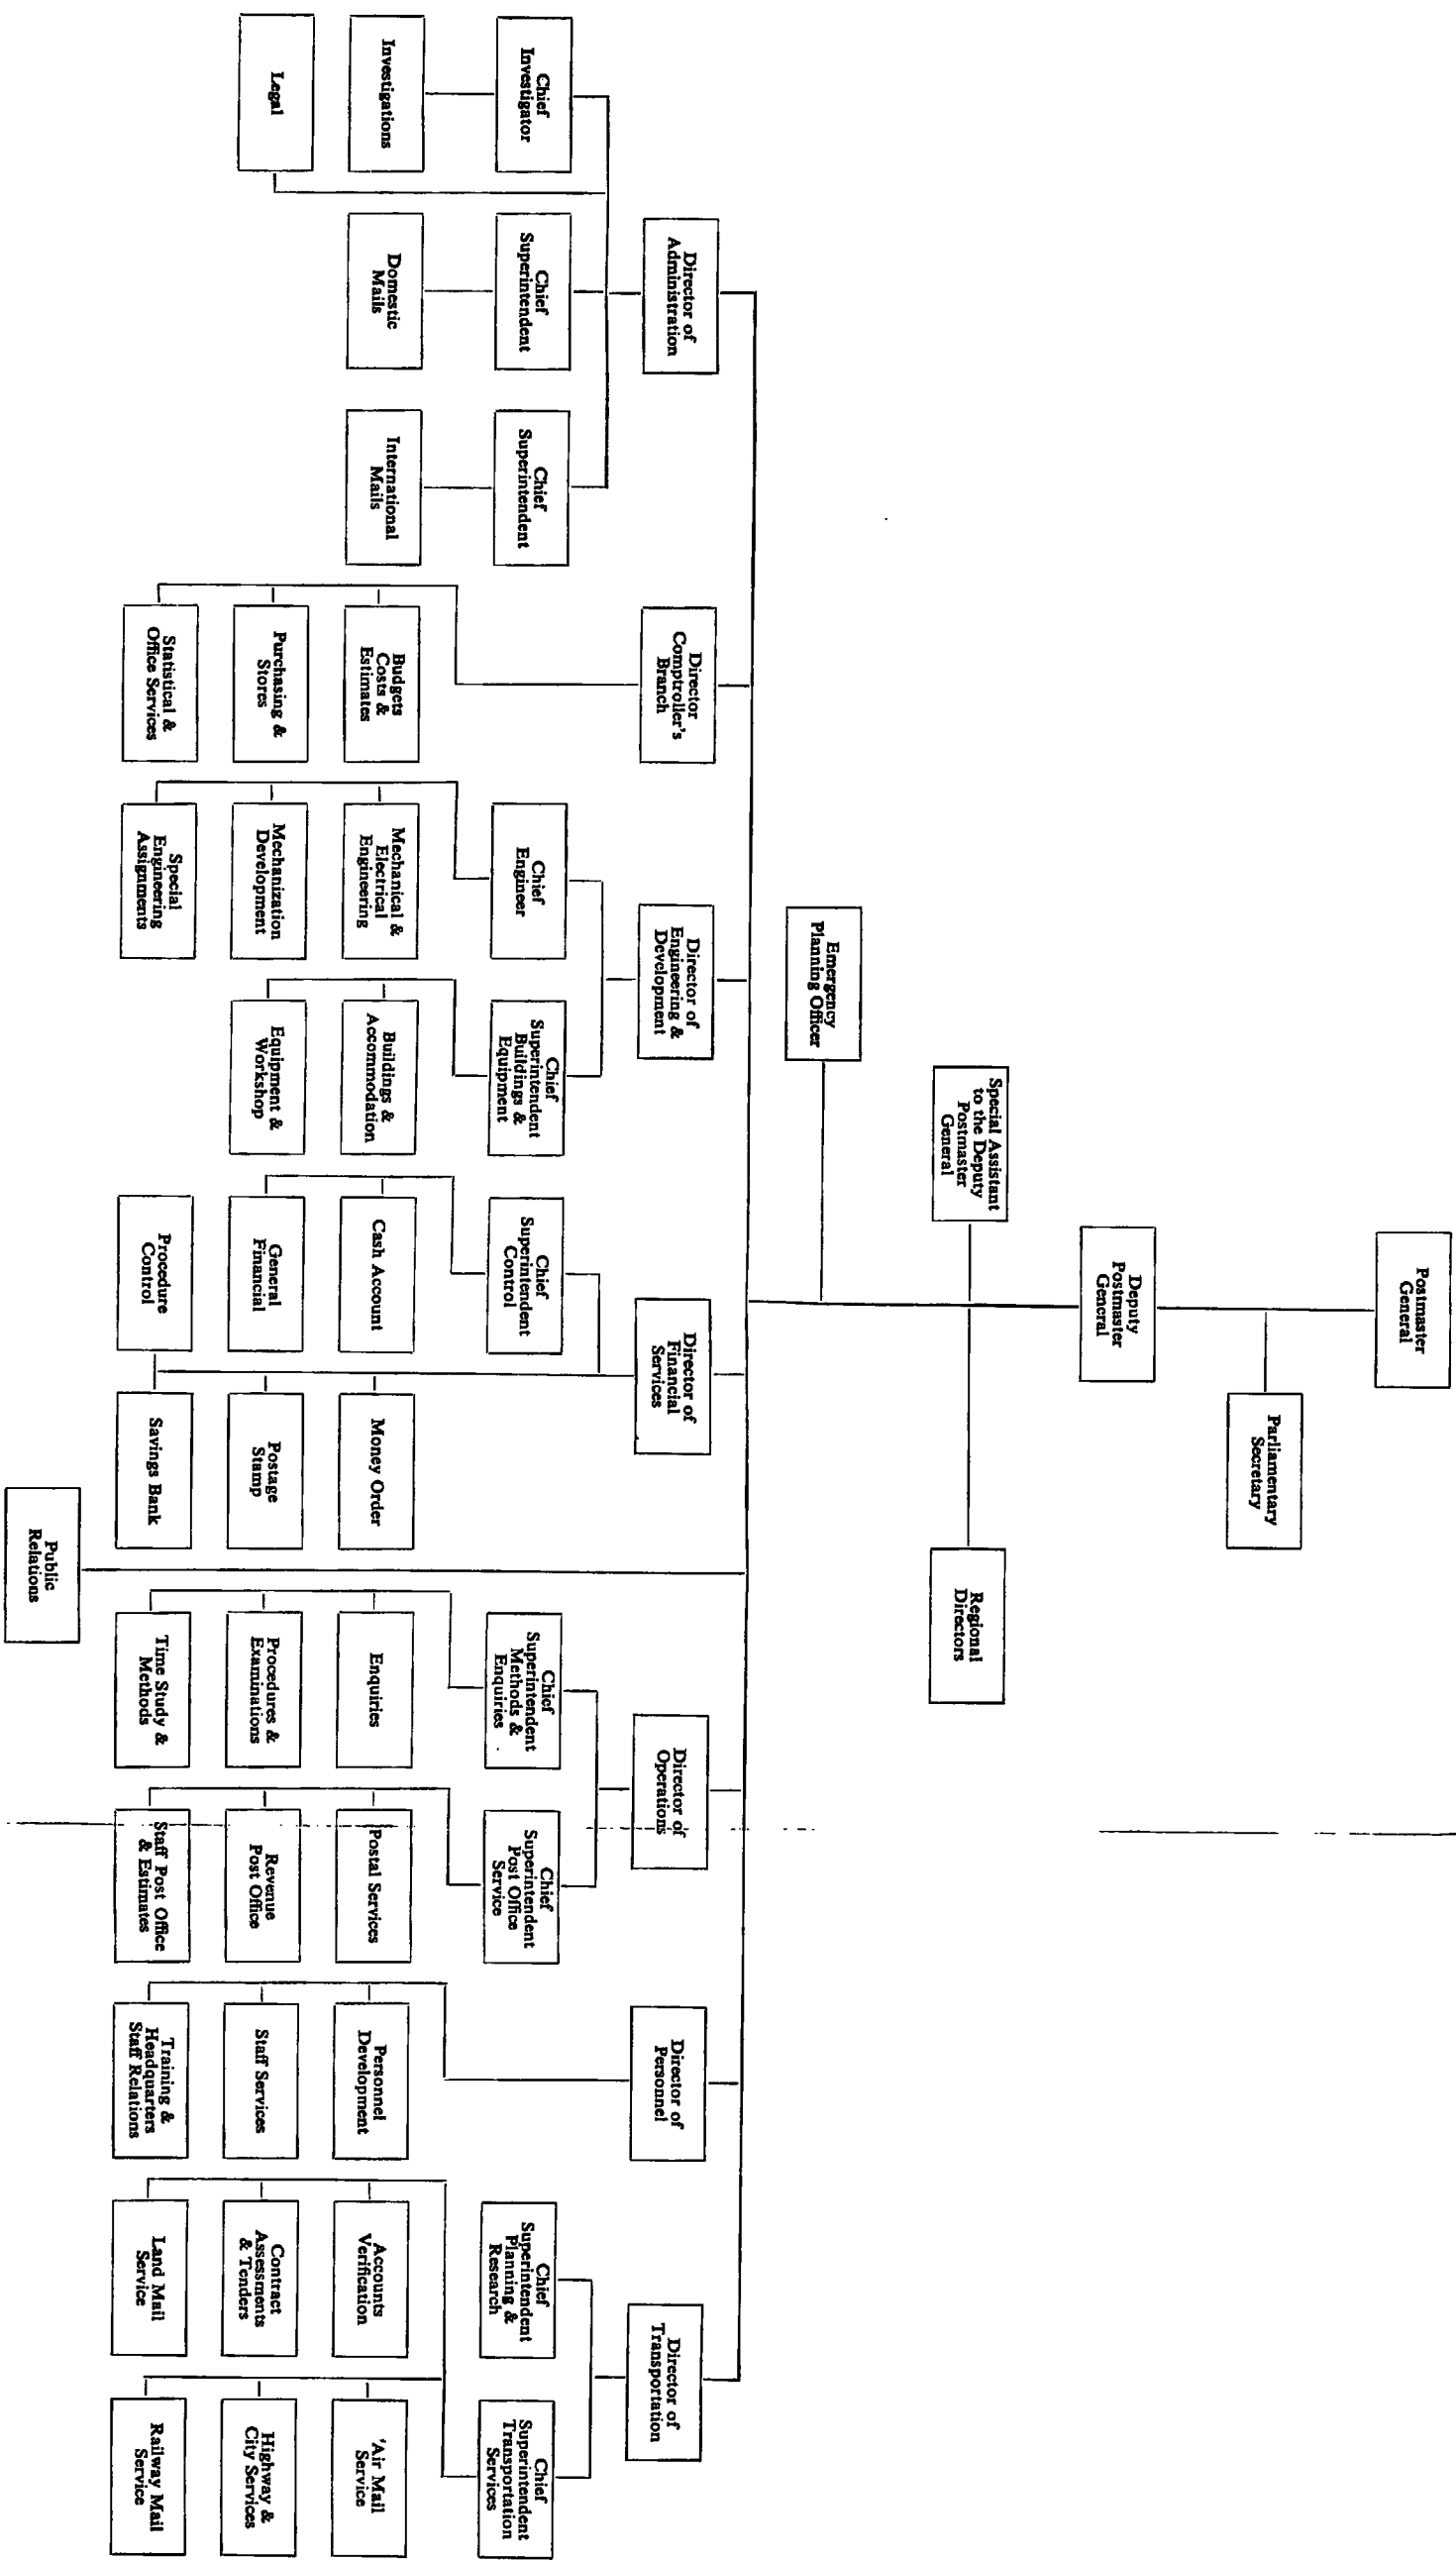 Postmaster
General
Parliamentary
Secretary
Deputy
Postmaster
General
Special Assistant
to the Deputy
Postmaster
General
Regional
Directors
Emergency
Planning Officer
Director of
Administration
Director
Comptroller's
Branch
Director of
Engineering &
Development
Director of
Financial
Services
Director of
Operations
Director of
Personnel
Director of
Transportation
Chief
Investigator
Chief
Superintendent
Chief
Superintendent
Chief
Engineer
Chief
Superintendent
Buildings &
Equipment
Chief
Superintendent
Control
Chief
Superintendent
Methods &
Enquiries
Chief
Superintendent
Post Office
Service
Chief
Superintendent
Planning &
Research
Chief
Superintendent
Transportation
Services
Investigations
Domestic
Mails
International
Mails
Budgets
Costs &
Estimates
Mechanical &
Electrical
Engineering
Buildings &
Accommodation
Cash Account
Money Order
Enquiries
Postal Services
Personnel
Development
Accounts
Verification
'Air Mail
Service
Legal
Purchasing &
Stores
Mechanization
Development
Equipment &
Workshop
General
Financial
Postage
Stamp
Procedures &
Examinations
Revenue
Post Office
Staff Services
Contract
Assessments
& Tenders
Highway &
City Services
Statistical &
Office Services
Special
Engineering
Assignments
Procedure
Control
Savings Bank
Time Study &
Methods
Staff Post Office
& Estimates
Training &
Headquarters
Staff Relations
Land Mail
Service
Railway Mail
Service
Public
Relations